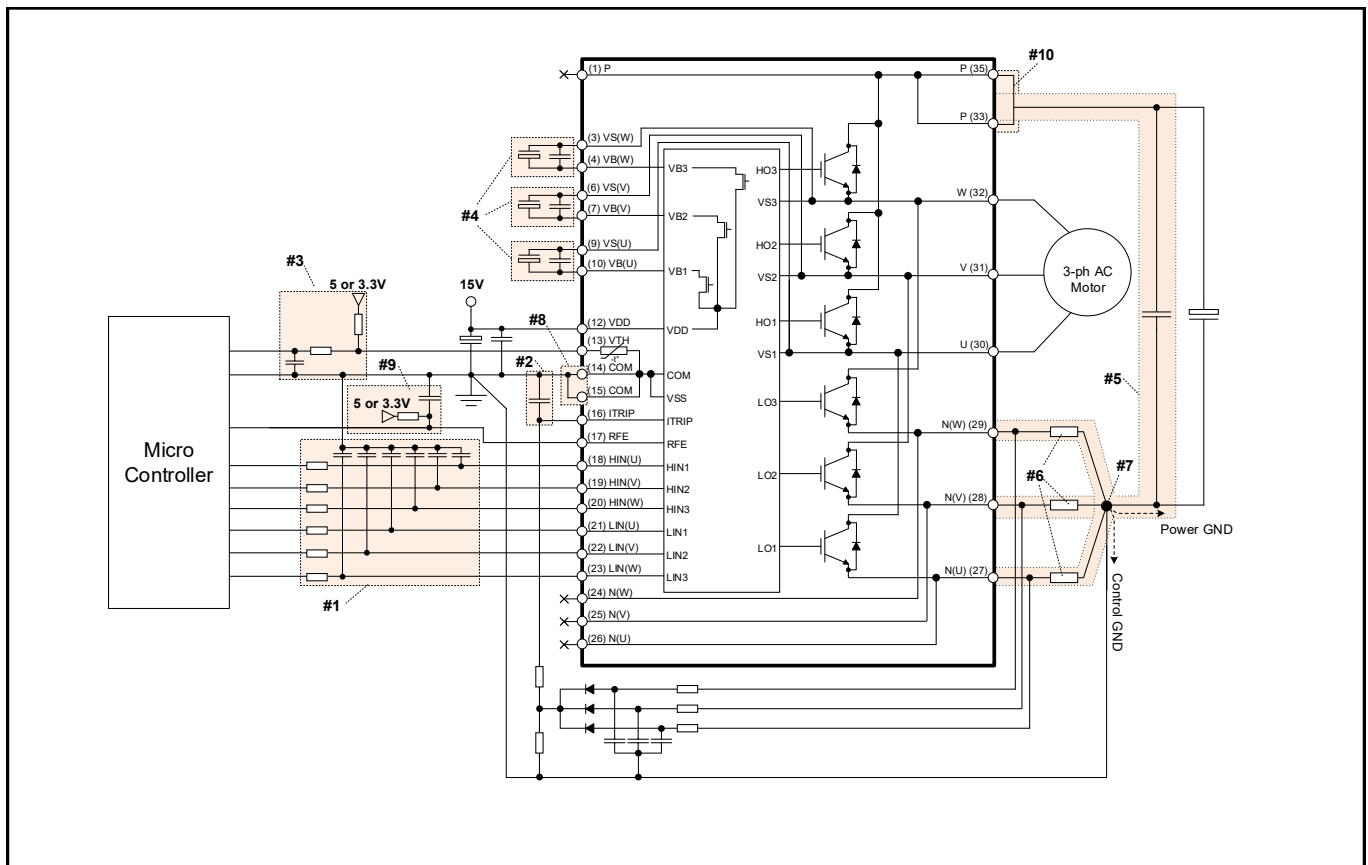 #10
(1) P
P (35)
P (33)
(3) VS(W)
(4) VB(W)
VB3
HO3
#4
(6) VS(V)
(7) VB(V)
VB2
VS3
W (32)
HO2
(9) VS(U)
(10) VB(U)
VB1
VS2
V (31)
3-ph AC
Motor
#3
5 or 3.3V
15V
HO1
(12) VDD
VDD
VS1
U (30)
(13) VTH
#8
#2
(14) COM
COM
#5
#9
5 or 3.3V
(15) COM
VSS
LO3
(16) ITRIP
ITRIP
N(W) (29)
(17) RFE
RFE
Micro
Controller
(18) HIN(U)
HIN1
LO2
#6
#7
(19) HIN(V)
HIN2
N(V) (28)
(20) HIN(W)
HIN3
Power GND
(21) LIN(U)
LIN1
(22) LIN(V)
LIN2
LO1
(23) LIN(W)
LIN3
N(U) (27)
Control GND
#1
(24) N(W)
(25) N(V)
(26) N(U)